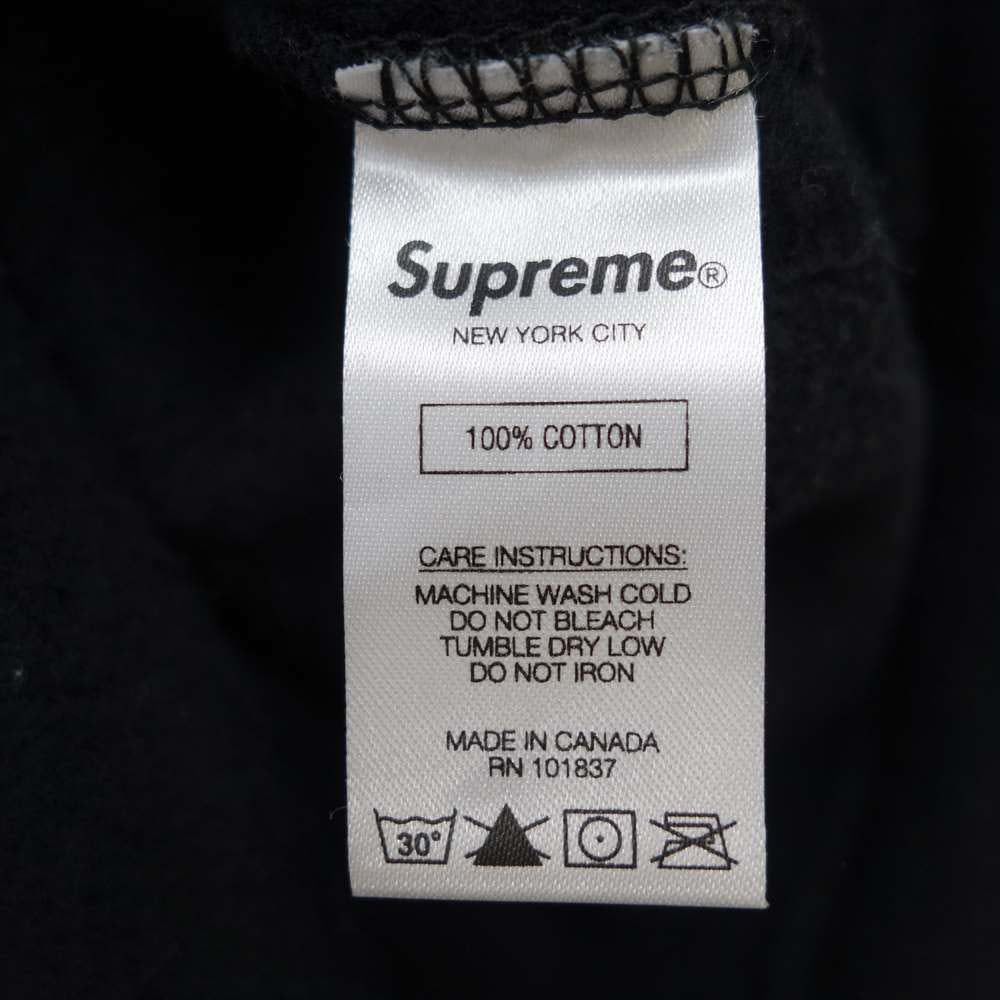 Supreme®
NEW YORK CITY
100% COTTON
CARE INSTRUCTIONS:
MACHINE WASH COLD
DO NOT BLEACH
TUMBLE DRY LOW
DO NOT IRON
MADE IN CANADA
RN 101837
30°